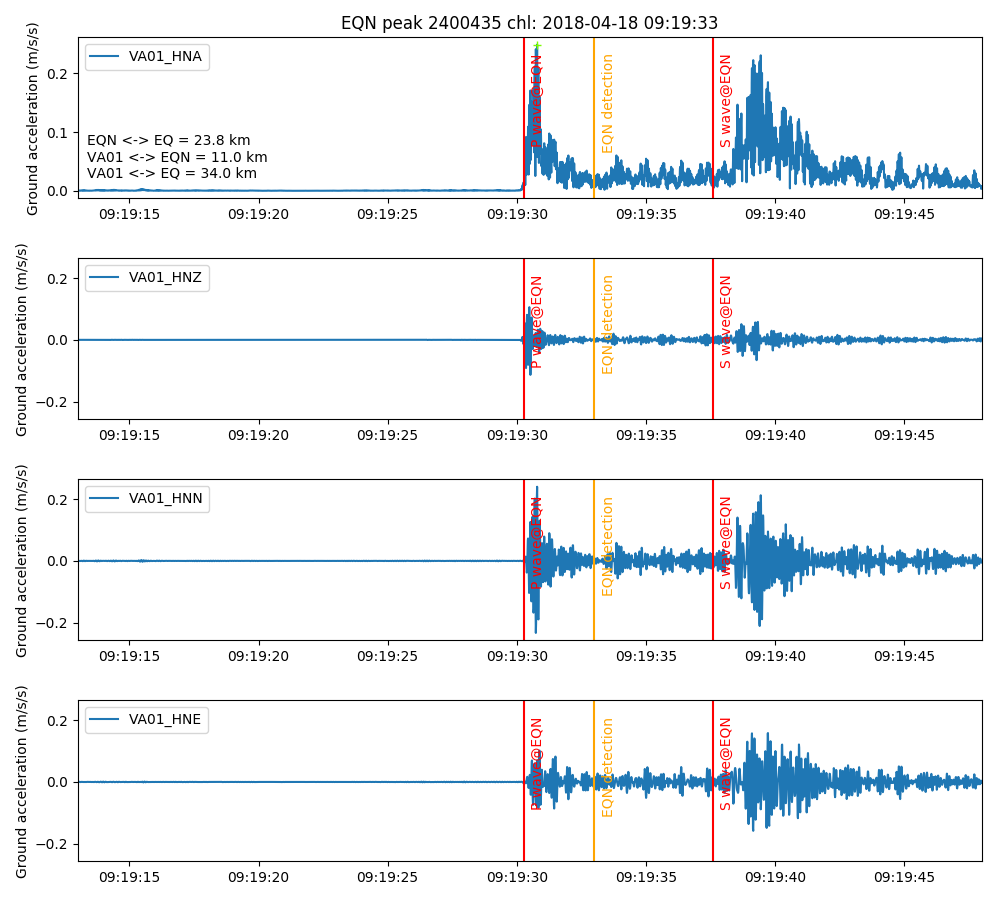 EQN peak 2400435 chl: 2018-04-18 09:19:33
Ground acceleration (m/s/s)
0.2
0.1
0.0
VA01_HNA
EQN <-> EQ = 23.8 km
VA01 <-> EQN = 11.0 km
VA01 <-> EQ = 34.0 km
P wave@EQN
EQN detection
S wave@EQN
09:19:15 09:19:20 09:19:25 09:19:30 09:19:35 09:19:40 09:19:45
Ground acceleration (m/s/s)
0.2
0.0
−0.2
VA01_HNZ
P wave@EQN
EQN detection
S wave@EQN
09:19:15 09:19:20 09:19:25 09:19:30 09:19:35 09:19:40 09:19:45
Ground acceleration (m/s/s)
0.2
0.0
−0.2
VA01_HNN
P wave@EQN
EQN detection
S wave@EQN
09:19:15 09:19:20 09:19:25 09:19:30 09:19:35 09:19:40 09:19:45
Ground acceleration (m/s/s)
0.2
0.0
−0.2
VA01_HNE
P wave@EQN
EQN detection
S wave@EQN
09:19:15 09:19:20 09:19:25 09:19:30 09:19:35 09:19:40 09:19:45